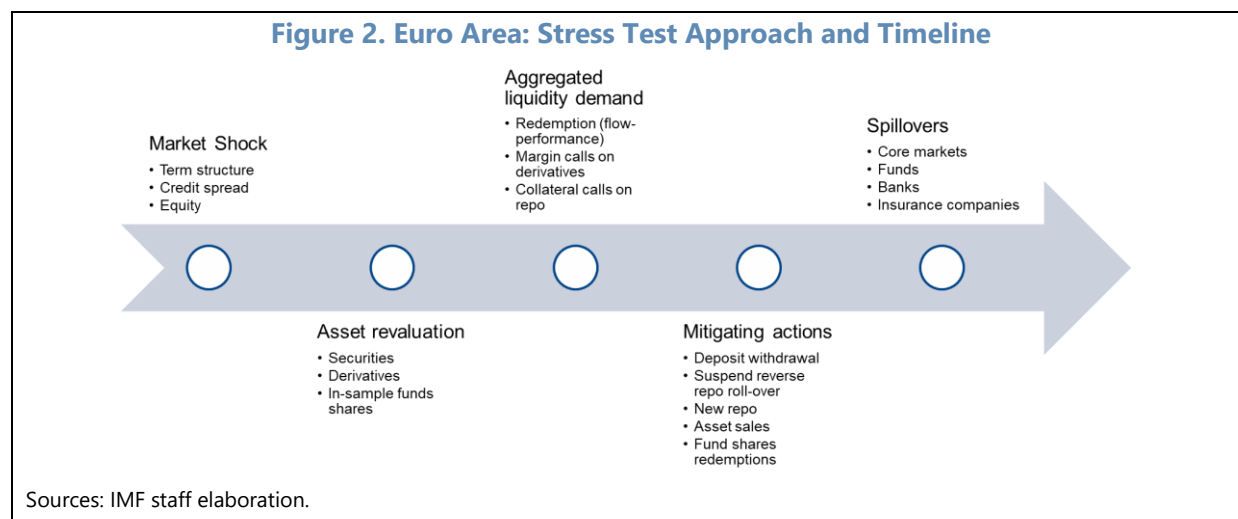 Figure 2. Euro Area: Stress Test Approach and Timeline
Market Shock
• Term structure
• Credit spread
• Equity
Asset revaluation
• Securities
• Derivatives
• In-sample funds
shares
Aggregated
liquidity demand
• Redemption (flow-
performance)
• Margin calls on
derivatives
• Collateral calls on
repo
Mitigating actions
• Deposit withdrawal
• Suspend reverse
repo roll-over
• New repo
• Asset sales
• Fund shares
redemptions
Spillovers
• Core markets
• Funds
• Banks
• Insurance companies
Sources: IMF staff elaboration.